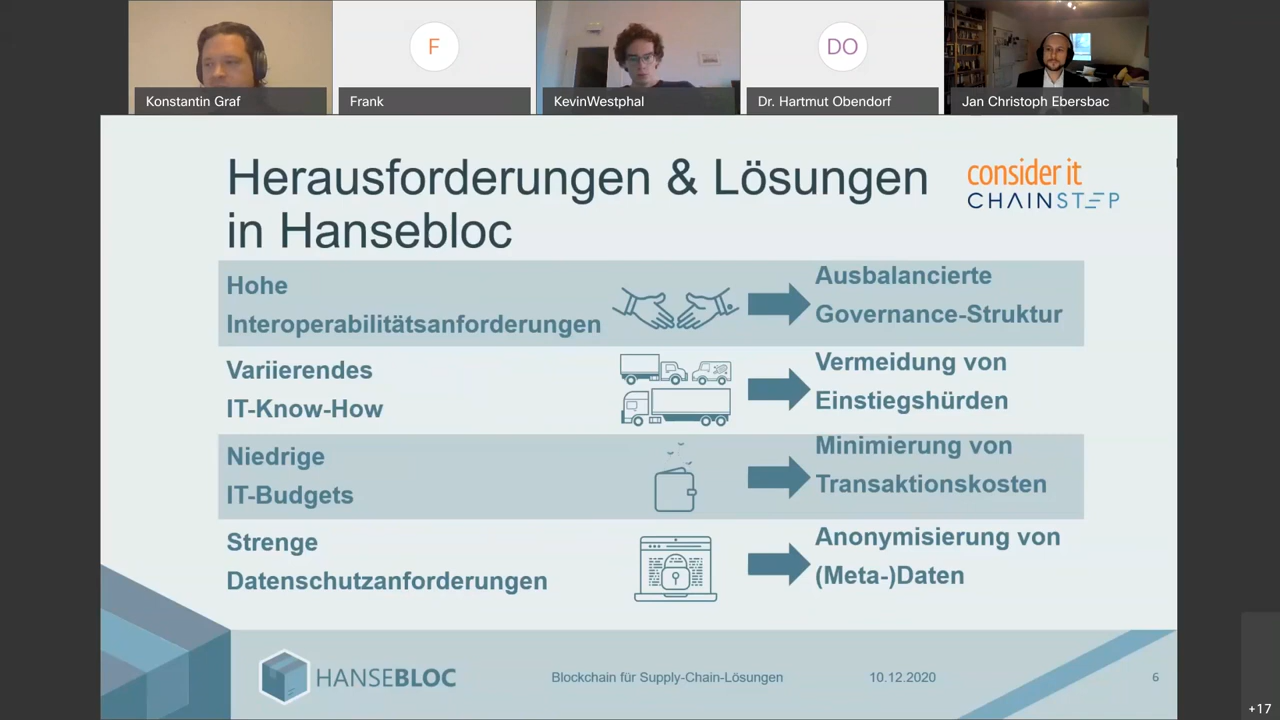 Konstantin Graf
F
Frank
KevinWestphal
DO
Dr. Hartmut Obendorf
Jan Christoph Ebersbac
Herausforderungen & Lösungen
in Hansebloc
consider it
CHAINSTEP
Hohe
Interoperabilitätsanforderungen
Ausbalancierte
Governance-Struktur
Variierendes
IT-Know-How
Vermeidung von
Einstiegshürden
Niedrige
IT-Budgets
Minimierung von
Transaktionskosten
Strenge
Datenschutzanforderungen
Anonymisierung von
(Meta-)Daten
HANSEBLOC
Blockchain für Supply-Chain-Lösungen
10.12.2020
6
+17